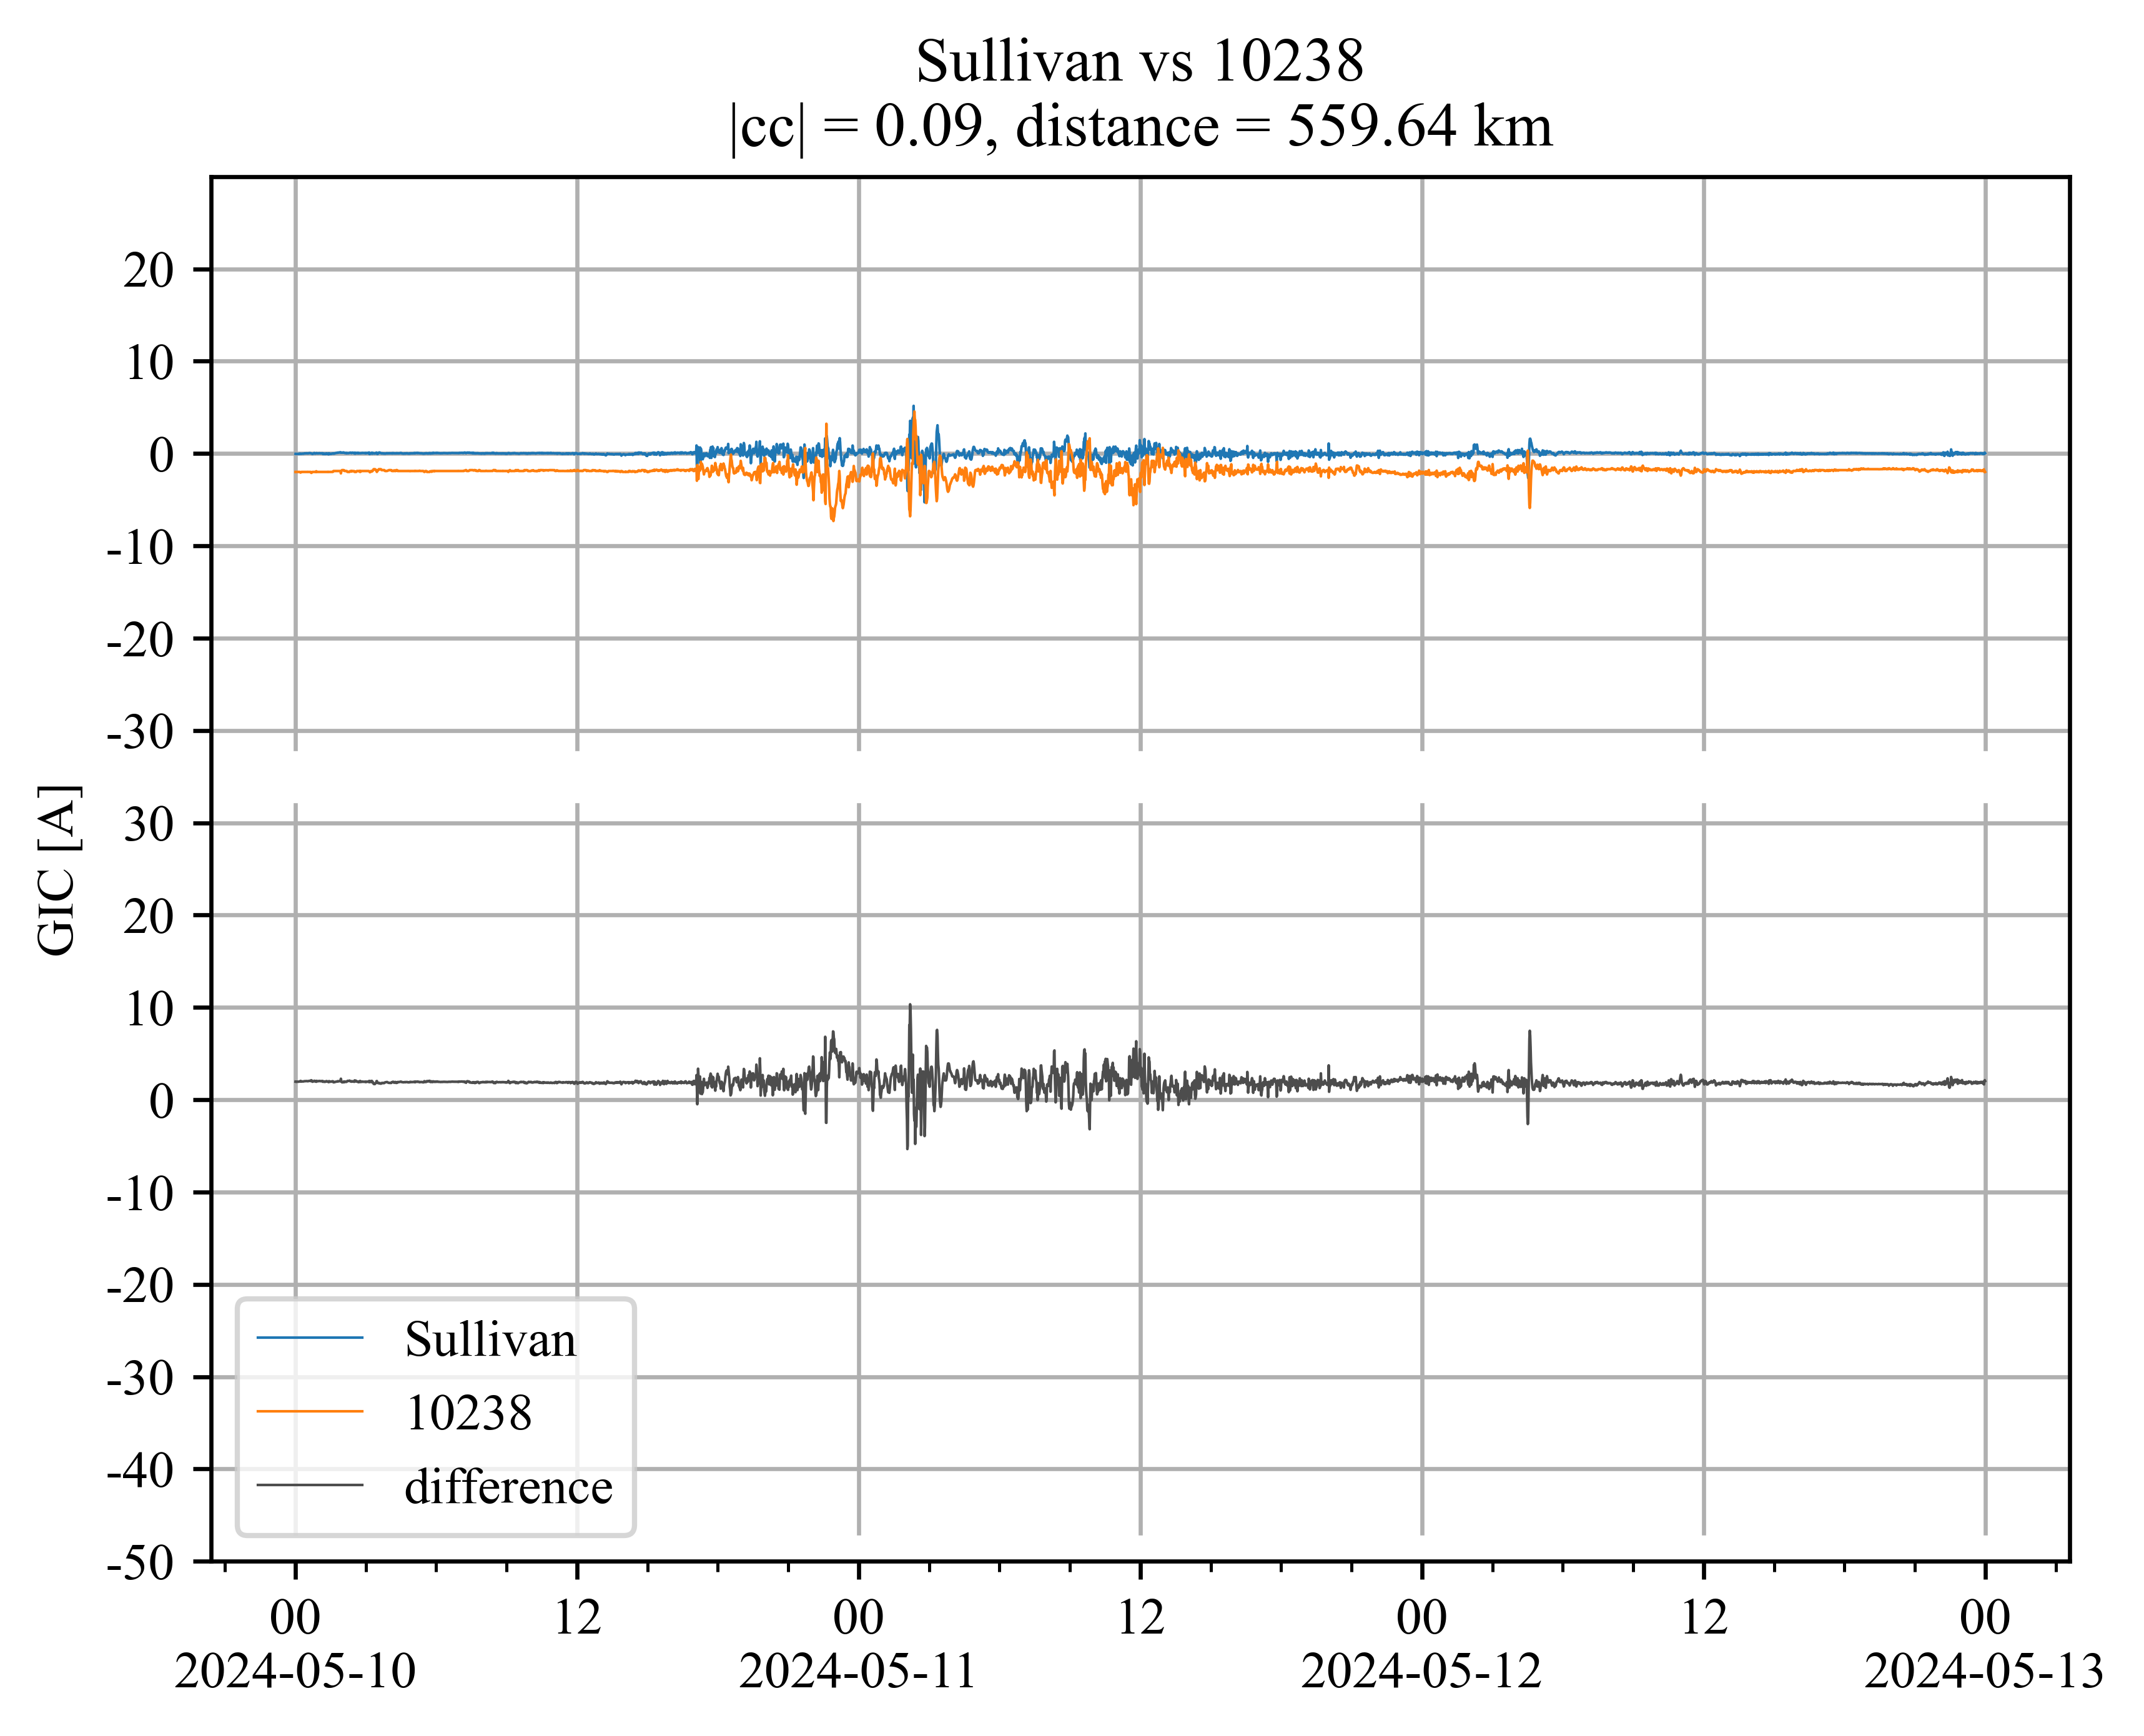 Sullivan vs 10238
|cc| = 0.09, distance = 559.64 km
20
10
0
-10
-20
-30
GIC [A]
30
20
10
0
-10
-20
-30
-40
-50
Sullivan
10238
difference
00 12 00 12 00 12 00
2024-05-10 2024-05-11 2024-05-12 2024-05-13